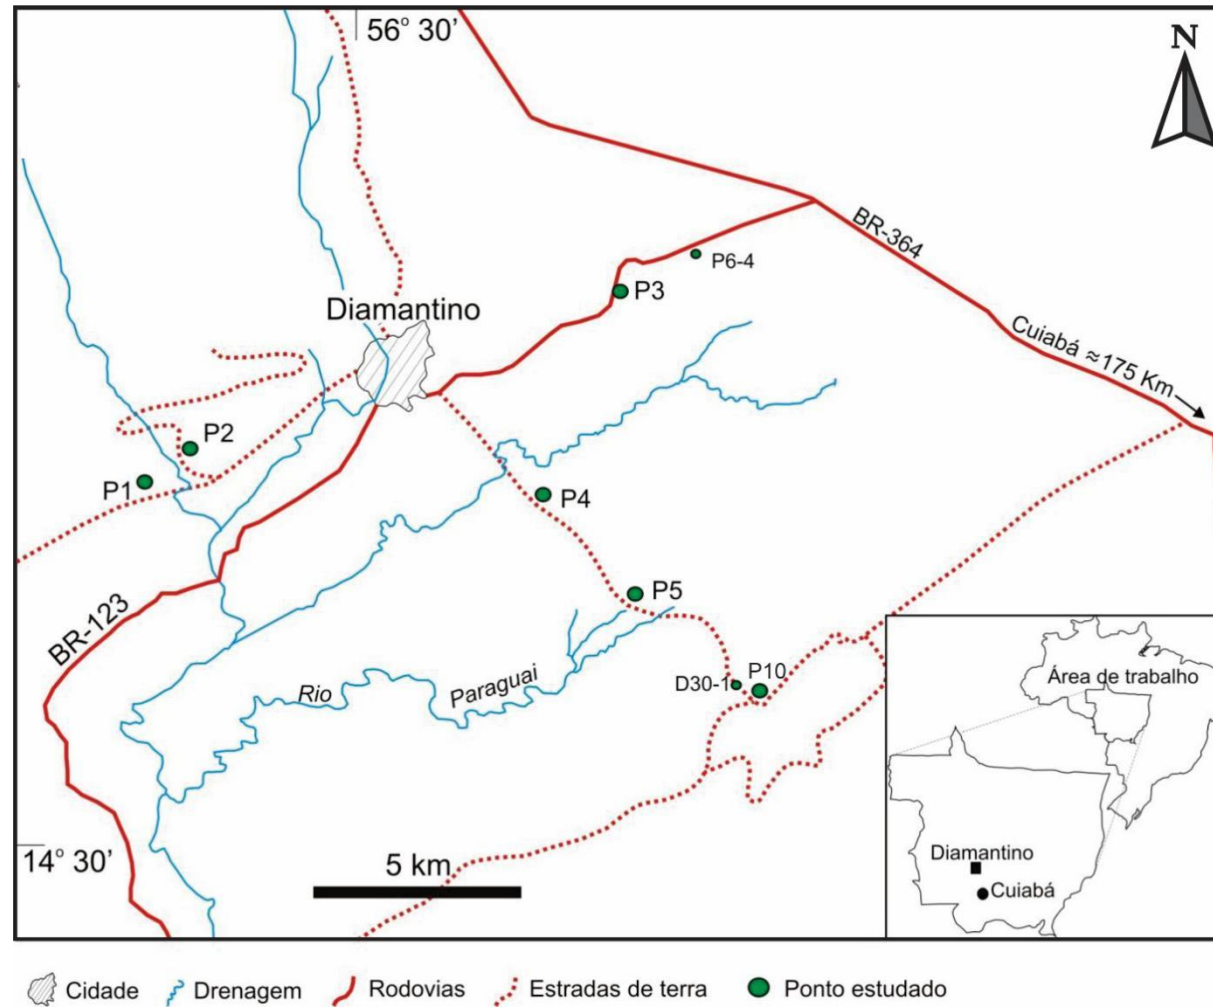 56° 30'
N
BR-364
P6-4
P3
Diamantino
Cuiabá ≈175 Km
P2
P1
P4
P5
BR-123
Rio Paraguai
D30-1
P10
Área de trabalho
14° 30'
5 km
Diamantino
Cuiabá
Cidade
Drenagem
Rodovias
Estradas de terra
Ponto estudado